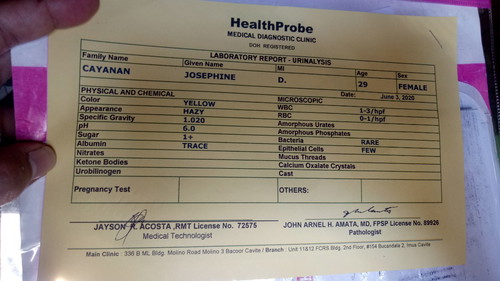 HealthProbe
MEDICAL DIAGNOSTIC CLINIC
DOH REGISTERED
LABORATORY REPORT - URINALYSIS
Family Name Given Name MI Age Sex
CAYANAN JOSEPHINE D. 29 FEMALE
PHYSICAL AND CHEMICAL Date: June 3, 2020
Color YELLOW MICROSCOPIC
Appearance HAZY WBC 1-3/hpf
Specific Gravity 1.020 RBC 0-1/hpf
pH 6.0 Amorphous Urates
Sugar 1+ Amorphous Phosphates
Albumin TRACE Bacteria RARE
Nitrates Epithelial Cells FEW
Ketone Bodies Mucus Threads
Urobilinogen Calcium Oxalate Crystals
Cast
Pregnancy Test OTHERS:
JAYSON R. ACOSTA ,RMT License No. 72575 JOHN ARNEL H. AMATA, MD, FPSP License No. 89926
Medical Technologist Pathologist
Main Clinic : 336 B ML Bldg. Molino Road Molino 3 Bacoor Cavite / Branch : Unit 11&12 FCR5 Bldg. 2nd Floor, #134 Bucandala 2, Imus Cavite